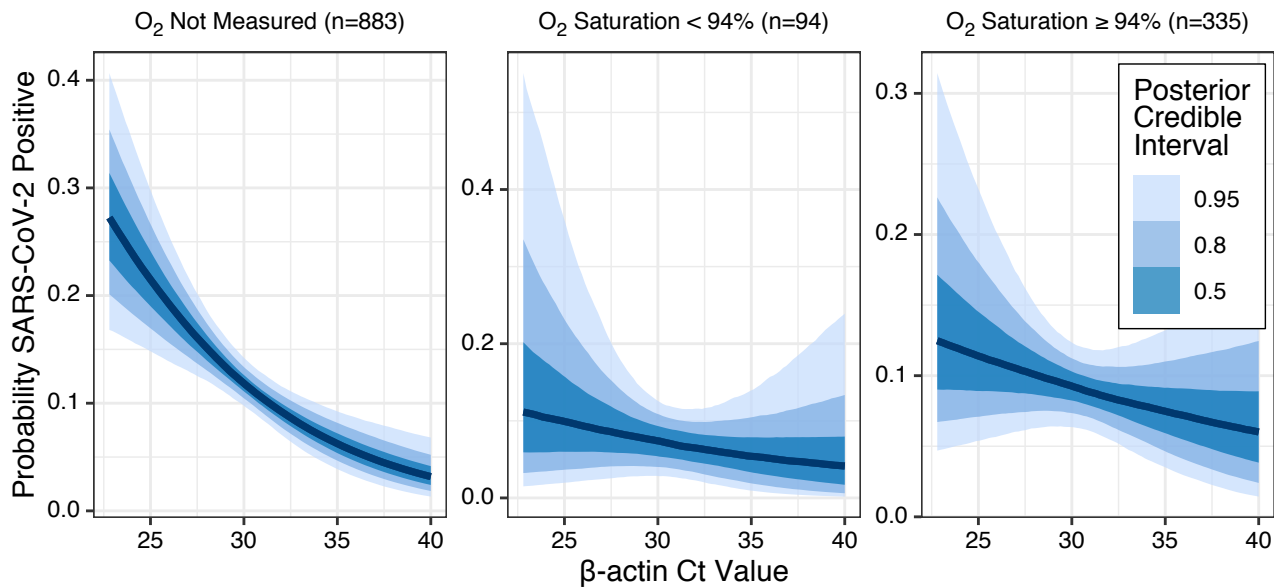 O2 Not Measured (n=883)
O2 Saturation < 94% (n=94)
O2 Saturation ≥ 94% (n=335)
Probability SARS-CoV-2 Positive
0.4
0.3
0.2
0.1
0.0
25 30 35 40
0.4
0.2
0.0
25 30 35 40
0.3
0.2
0.1
0.0
25 30 35 40
Posterior
Credible
Interval
0.95
0.8
0.5
β-actin Ct Value